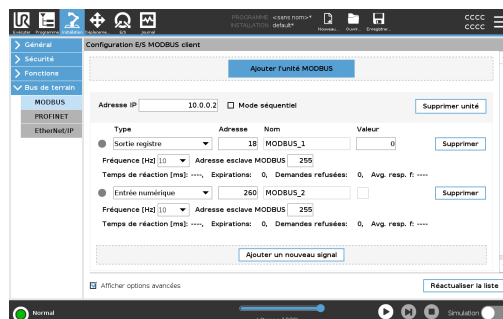 UR
PROGRAMME <sans nom>*
INSTALLATION default*
cccc
cccc
Exécuter Programme Installation E/S Journal Nouveau... Ouvrir... Enregistrer...
Général
Configuration E/S MODBUS client
Sécurité
Fonctions
Bus de terrain
MODBUS
PROFINET
EtherNet/IP
Ajouter l'unité MODBUS
Adresse IP 10.0.0.2 Mode séquentiel Supprimer unité
Type Adresse Nom Valeur
Sortie registre 18 MODBUS_1 0 Supprimer
Fréquence [Hz] 10 Adresse esclave MODBUS 255
Temps de réaction [ms]: ----, Expirations: 0, Demandes refusées: 0, Avg. resp. f: ----
Entrée numérique 260 MODBUS_2 Supprimer
Fréquence [Hz] 10 Adresse esclave MODBUS 255
Temps de réaction [ms]: ----, Expirations: 0, Demandes refusées: 0, Avg. resp. f: ----
Ajouter un nouveau signal
Afficher options avancées Réactualiser la liste
Normal Simulation